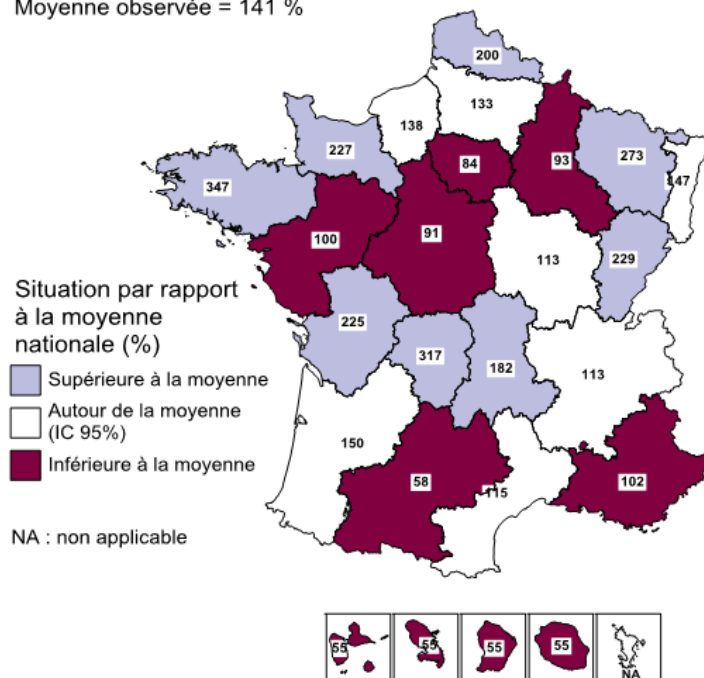 Moyenne observée = 141 %
200
133
138
227
84
93
273
347
100
91
113
229
225
317
182
113
150
58
115
102
Situation par rapport
à la moyenne
nationale (%)
Supérieure à la moyenne
Autour de la moyenne
(IC 95%)
Inférieure à la moyenne
NA : non applicable
55
55
55
55
NA